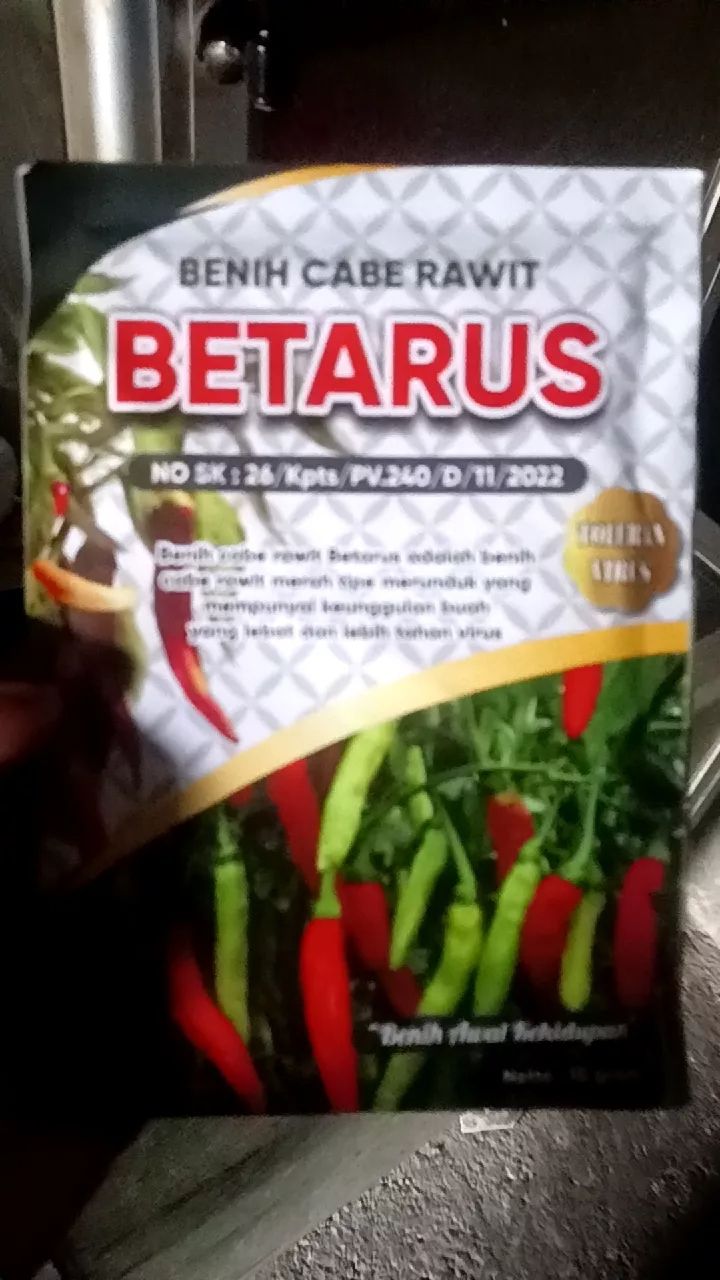 BENIH CABE RAWIT
BETARUS
NO SK : 26/Kpts/PV.240/D/11/2022
Benih cabe rawit Betarus adalah benih
cabe rawit merah tipe merunduk yang
mempunyai keunggulan buah
yang lebat dan lebih tahan virus
TOLERAN
VIRUS
"Benih Awal Kehidupan
Netto